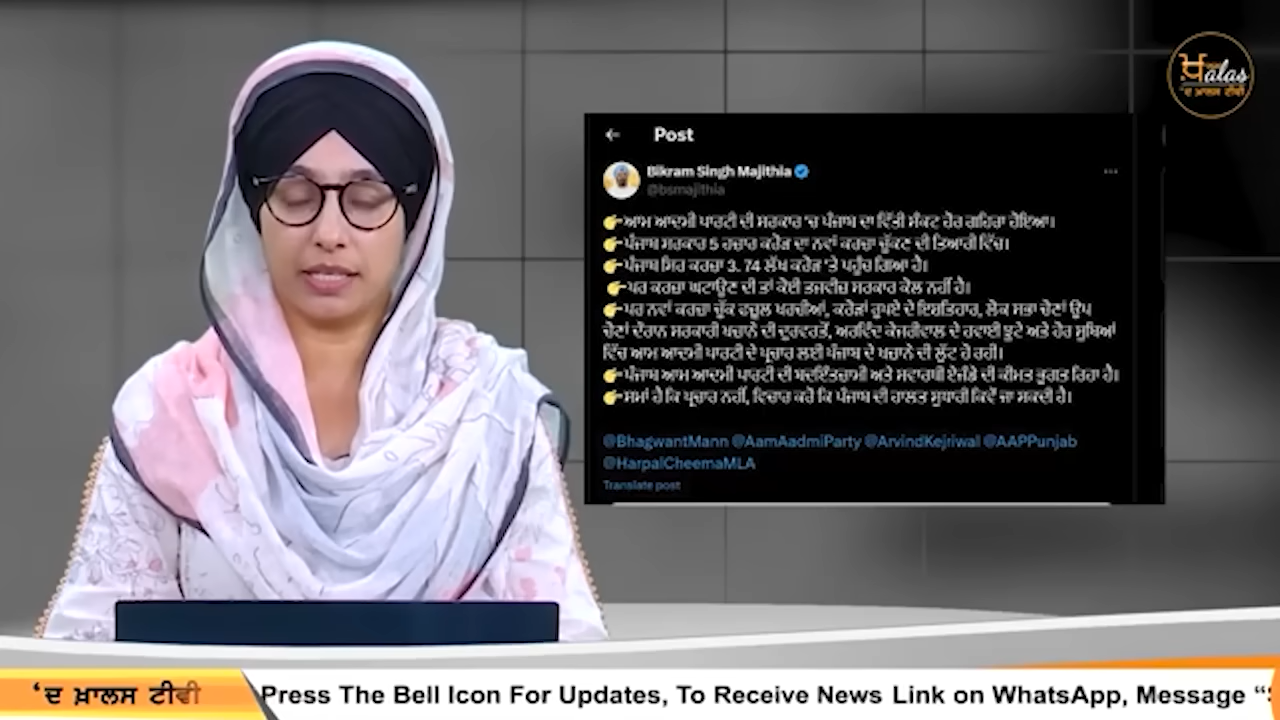 ਖ਼ਾਲਸ
alas
'ਦ ਖ਼ਾਲਸ ਟੀਵੀ
← Post
Bikram Singh Majithia
@bsmajithia
👉ਆਮ ਆਦਮੀ ਪਾਰਟੀ ਦੀ ਸਰਕਾਰ 'ਚ ਪੰਜਾਬ ਦਾ ਵਿੱਤੀ ਸੰਕਟ ਹੋਰ ਗਹਿਰਾ ਹੋਇਆ।
👉ਪੰਜਾਬ ਸਰਕਾਰ 5 ਹਜ਼ਾਰ ਕਰੋੜ ਦਾ ਨਵਾਂ ਕਰਜ਼ਾ ਚੁੱਕਣ ਦੀ ਤਿਆਰੀ ਵਿੱਚ।
👉ਪੰਜਾਬ ਸਿਰ ਕਰਜ਼ਾ 3. 74 ਲੱਖ ਕਰੋੜ 'ਤੇ ਪਹੁੰਚ ਗਿਆ ਹੈ।
👉ਪਰ ਕਰਜ਼ਾ ਘਟਾਉਣ ਦੀ ਤਾਂ ਕੋਈ ਤਜਵੀਜ਼ ਸਰਕਾਰ ਕੋਲ ਨਹੀਂ ਹੈ।
👉ਪਰ ਨਵਾਂ ਕਰਜ਼ਾ ਚੁੱਕ ਫਜ਼ੂਲ ਖਰਚੀਆਂ, ਕਰੋੜਾਂ ਰੁਪਏ ਦੇ ਇਸ਼ਤਿਹਾਰ, ਲੋਕ ਸਭਾ ਚੋਣਾਂ ਉਪ
ਚੋਣਾਂ ਦੌਰਾਨ ਸਰਕਾਰੀ ਖਜ਼ਾਨੇ ਦੀ ਦੁਰਵਰਤੋਂ, ਅਰਵਿੰਦ ਕੇਜਰੀਵਾਲ ਦੇ ਹਵਾਈ ਝੂਟੇ ਅਤੇ ਹੋਰ ਸੂਬਿਆਂ
ਵਿੱਚ ਆਮ ਆਦਮੀ ਪਾਰਟੀ ਦੇ ਪ੍ਰਚਾਰ ਲਈ ਪੰਜਾਬ ਦੇ ਖਜ਼ਾਨੇ ਦੀ ਲੁੱਟ ਹੋ ਰਹੀ।
👉ਪੰਜਾਬ ਆਮ ਆਦਮੀ ਪਾਰਟੀ ਦੀ ਬਦਇੰਤਜ਼ਾਮੀ ਅਤੇ ਸਵਾਰਥੀ ਏਜੰਡੇ ਦੀ ਕੀਮਤ ਭੁਗਤ ਰਿਹਾ ਹੈ।
👉ਸਮਾਂ ਹੈ ਕਿ ਪ੍ਰਚਾਰ ਨਹੀਂ, ਵਿਚਾਰ ਕਰੋ ਕਿ ਪੰਜਾਬ ਦੀ ਹਾਲਤ ਸੁਧਾਰੀ ਕਿਵੇਂ ਜਾ ਸਕਦੀ ਹੈ।
@BhagwantMann @AamAadmiParty @ArvindKejriwal @AAPPunjab
@HarpalCheemaMLA
Translate post
'ਦ ਖ਼ਾਲਸ ਟੀਵੀ
Press The Bell Icon For Updates, To Receive News Link on WhatsApp, Message "